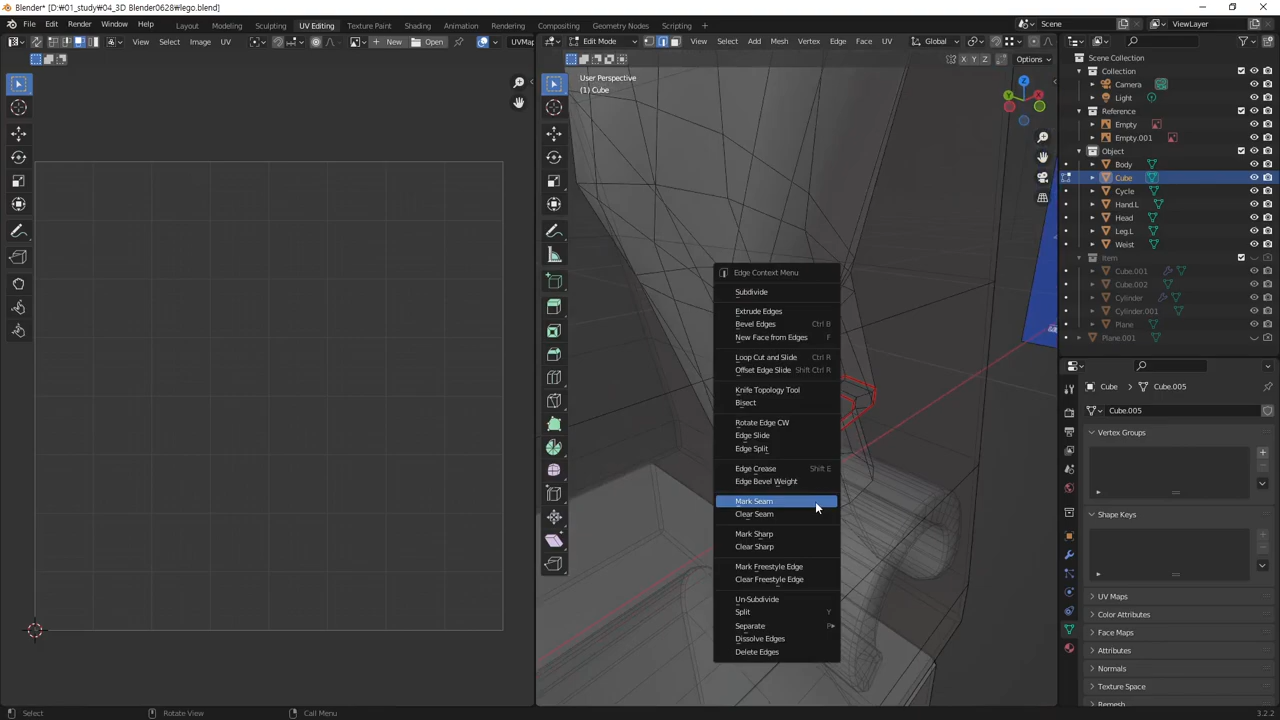 Blender* [D:₩01_study₩04_3D Blender0628₩lego.blend]
File Edit Render Window Help Layout Modeling Sculpting UV Editing Texture Paint Shading Animation Rendering Compositing Geometry Nodes Scripting Scene ViewLayer
View Select Image UV New Open UVMap
Edit Mode View Select Add Mesh Vertex Edge Face UV Global
X Y Z Options
User Perspective
(1) Cube
Z
Y
X
Edge Context Menu
Subdivide
Extrude Edges
Bevel Edges Ctrl B
New Face from Edges F
Loop Cut and Slide Ctrl R
Offset Edge Slide Shift Ctrl R
Knife Topology Tool
Bisect
Rotate Edge CW
Edge Slide
Edge Split
Edge Crease Shift E
Edge Bevel Weight
Mark Seam
Clear Seam
Mark Sharp
Clear Sharp
Mark Freestyle Edge
Clear Freestyle Edge
Un-Subdivide
Split Y
Separate
Dissolve Edges
Delete Edges
Scene Collection
Collection
Camera
Light
Reference
Empty
Empty.001
Object
Body
Cube
Cycle
Hand.L
Head
Leg.L
Weist
Item
Cube.001
Cube.002
Cylinder
Cylinder.001
Plane
Plane.001
Cube Cube.005
Cube.005
Vertex Groups
Shape Keys
UV Maps
Color Attributes
Face Maps
Attributes
Normals
Texture Space
Remesh
Select Rotate View Call Menu 3.2.2